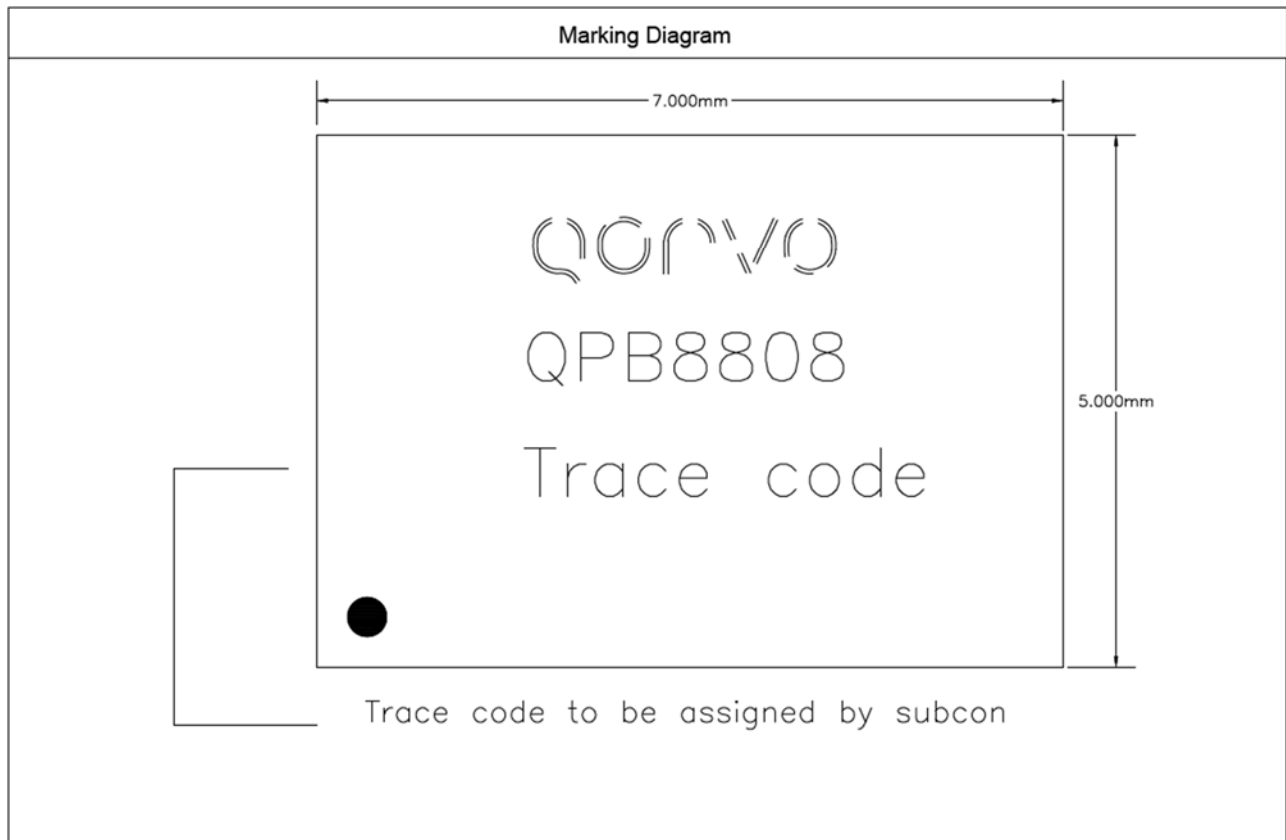 Marking Diagram
7.000mm
QORVO
QPB8808
5.000mm
Trace code
Trace code to be assigned by subcon